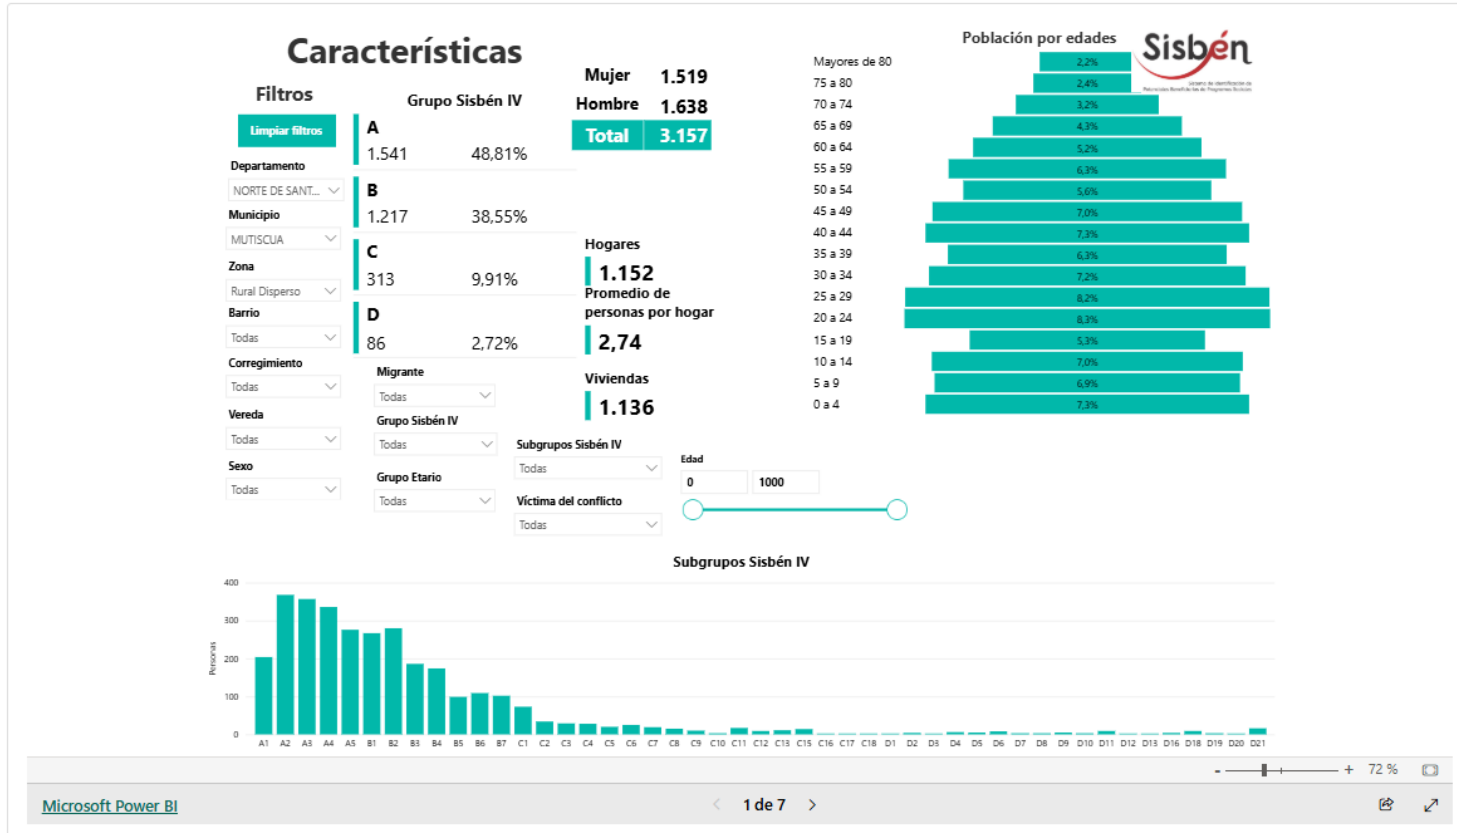 Características
Filtros
Limpiar filtros
Departamento
NORTE DE SANT...
Municipio
MUTISCUA
Zona
Rural Disperso
Barrio
Todas
Corregimiento
Todas
Vereda
Todas
Sexo
Todas
Grupo Sisbén IV
A
1.541 48,81%
B
1.217 38,55%
C
313 9,91%
D
86 2,72%
Migrante
Todas
Grupo Sisbén IV
Todas
Grupo Etario
Todas
Mujer 1.519
Hombre 1.638
Total 3.157
Hogares
1.152
Promedio de
personas por hogar
2,74
Viviendas
1.136
Subgrupos Sisbén IV
Todas
Víctima del conflicto
Todas
Edad
0 1000
Población por edades
Sisbén
Mayores de 80 2,2%
75 a 80 2,4%
70 a 74 3,2%
65 a 69 4,3%
60 a 64 5,2%
55 a 59 6,3%
50 a 54 5,6%
45 a 49 7,0%
40 a 44 7,3%
35 a 39 6,3%
30 a 34 7,2%
25 a 29 8,2%
20 a 24 8,3%
15 a 19 5,3%
10 a 14 7,0%
5 a 9 6,9%
0 a 4 7,3%
Subgrupos Sisbén IV
Personas
400
300
200
100
0
A1 A2 A3 A4 A5 B1 B2 B3 B4 B5 B6 B7 C1 C2 C3 C4 C5 C6 C7 C8 C9 C10 C11 C12 C13 C15 C16 C17 C18 D1 D2 D3 D4 D5 D6 D7 D8 D9 D10 D11 D12 D13 D16 D18 D19 D20 D21
- + 72 %
Microsoft Power BI
1 de 7